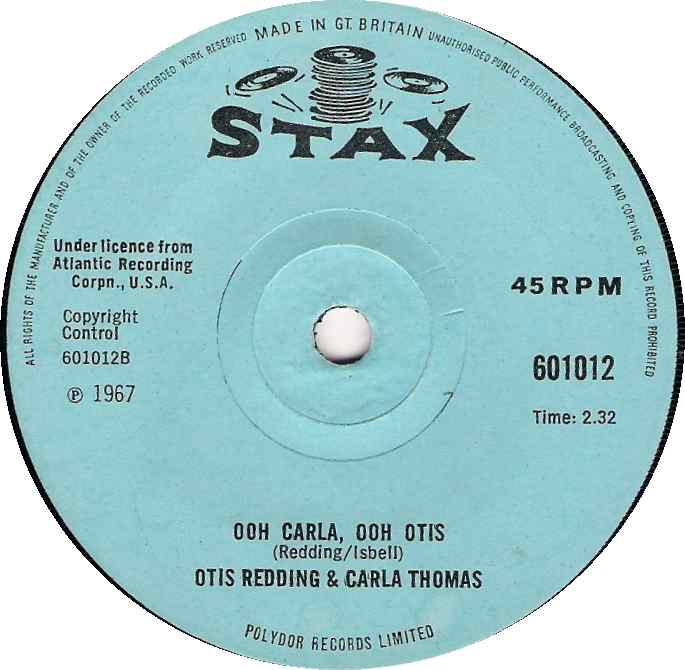 ALL RIGHTS OF THE MANUFACTURER AND OF THE OWNER OF THE RECORDED WORK RESERVED MADE IN GT. BRITAIN UNAUTHORISED PUBLIC PERFORMANCE BROADCASTING AND COPYING OF THIS RECORD PROHIBITED
STAX
Under licence from
Atlantic Recording
Corpn., U.S.A.
Copyright
Control
601012B
℗ 1967
45 RPM
601012
Time: 2.32
OOH CARLA, OOH OTIS
(Redding/Isbell)
OTIS REDDING & CARLA THOMAS
POLYDOR RECORDS LIMITED